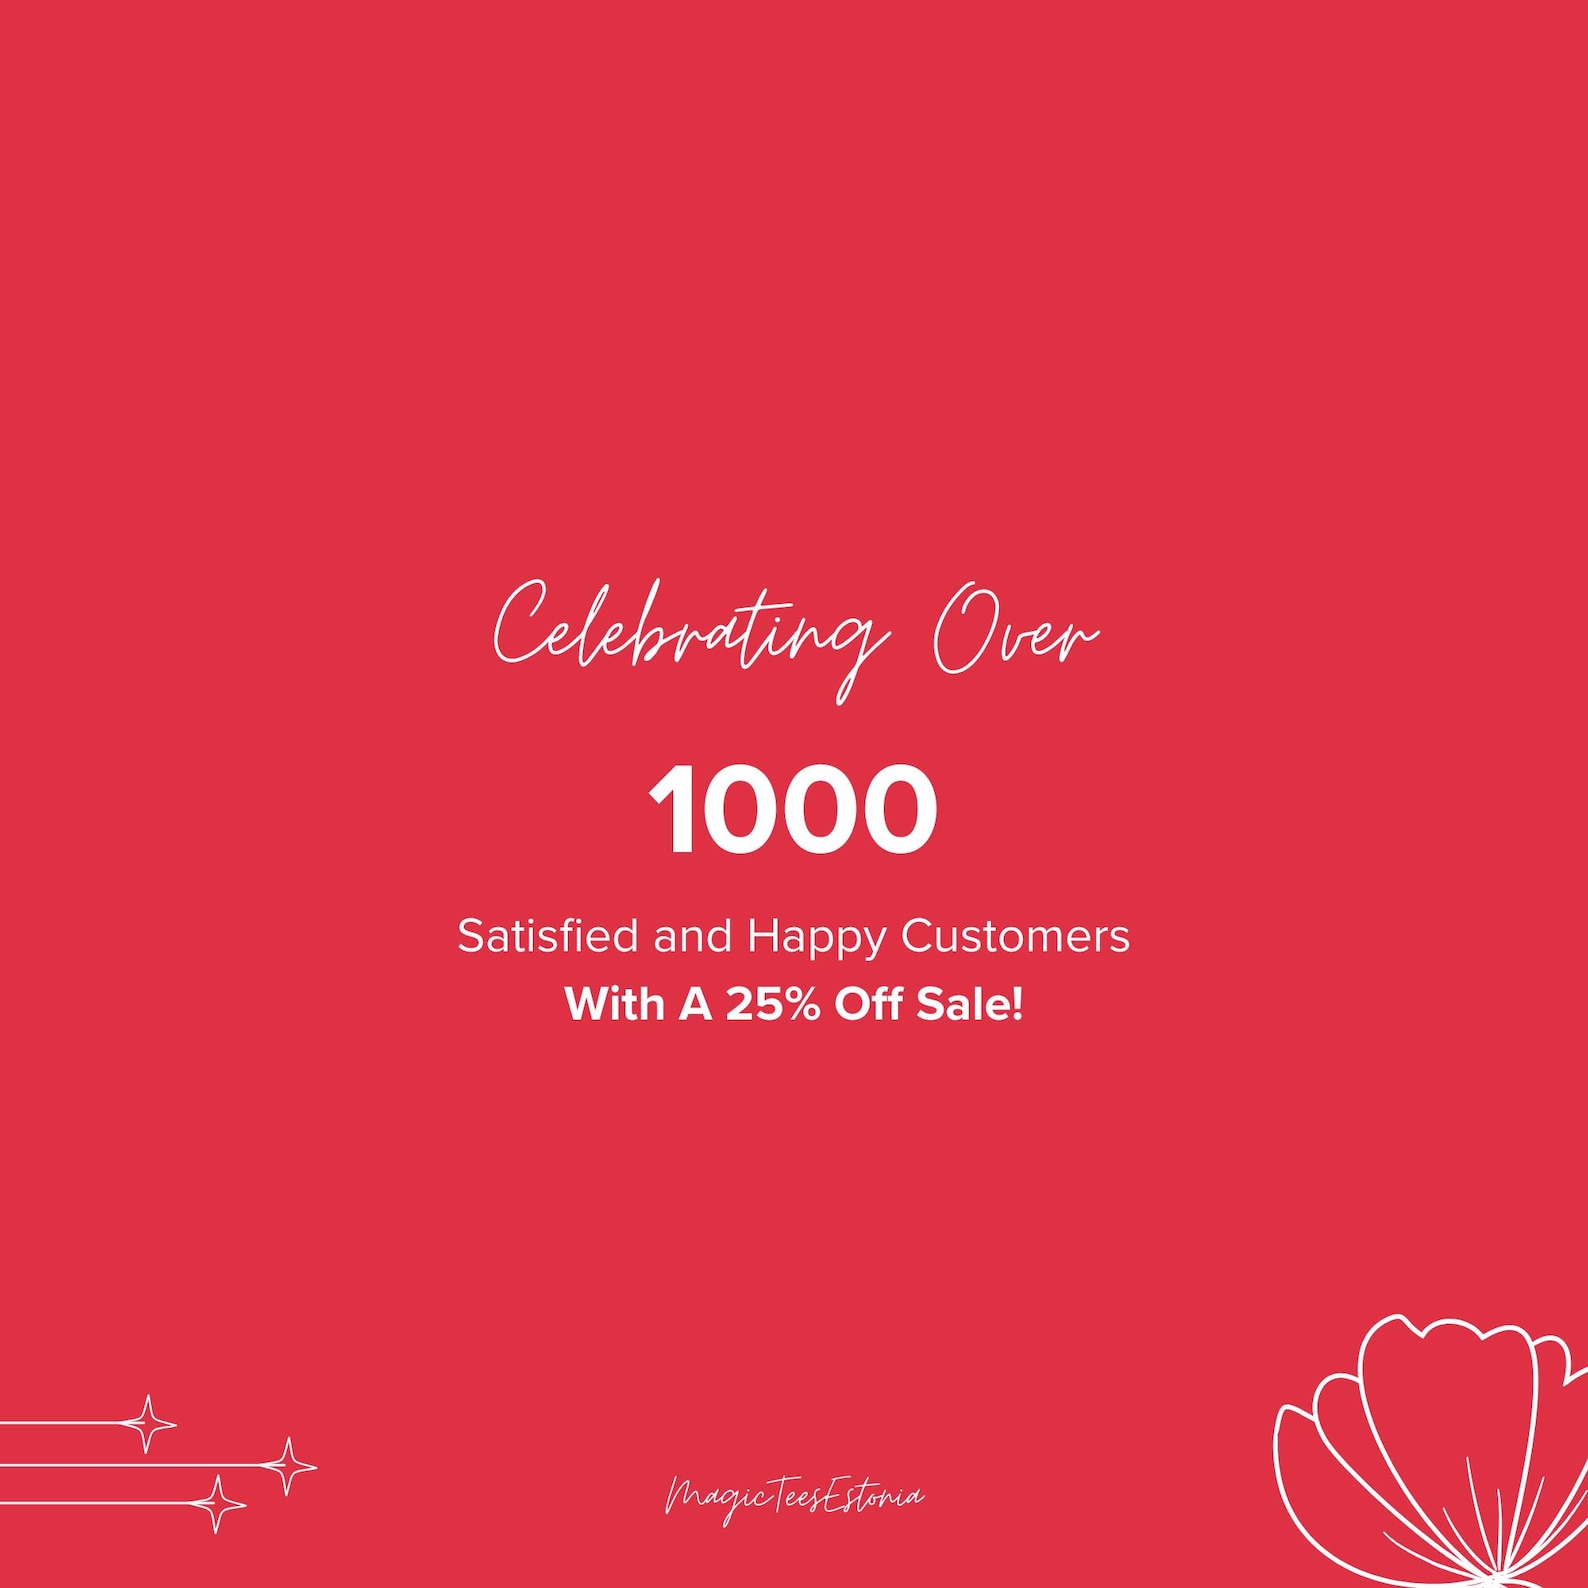 Celebrating Over
1000
Satisfied and Happy Customers
With A 25% Off Sale!
MagicTeesEstonia